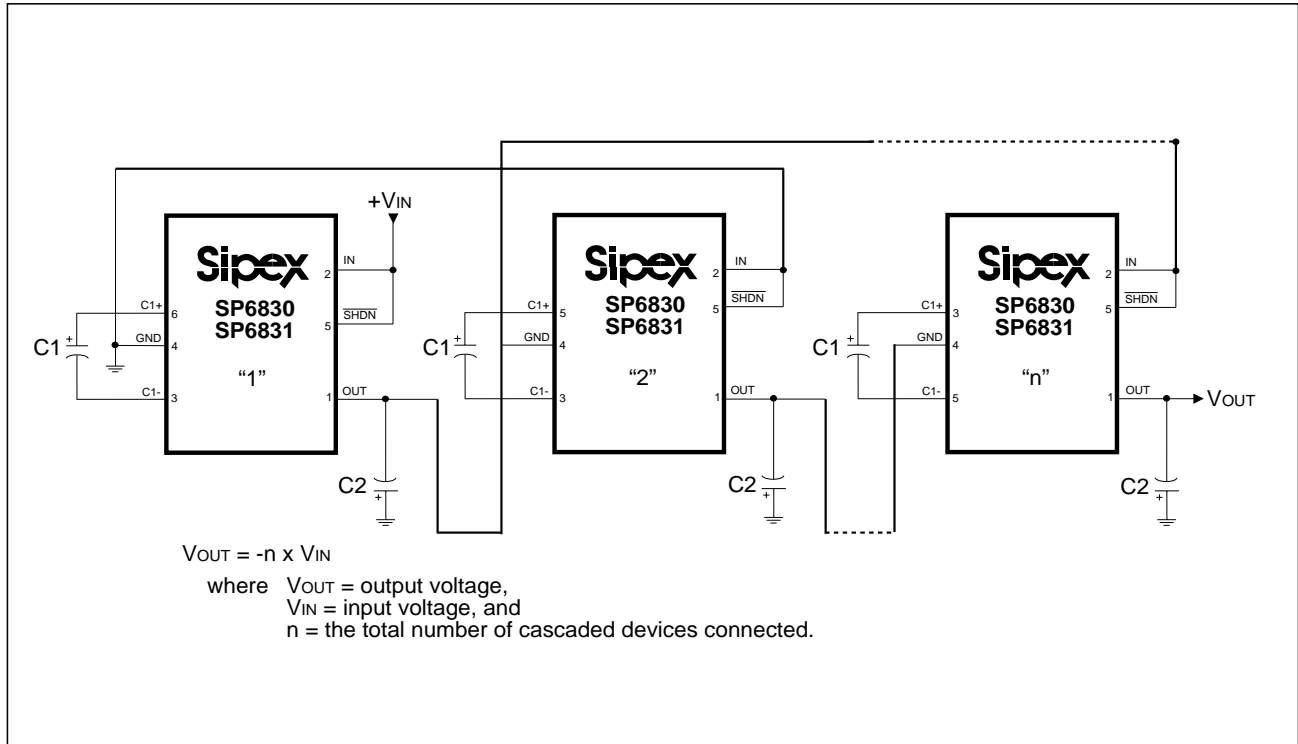 +VIN
Sipex
SP6830
SP6831
“1”
IN
2
SHDN
5
C1+
6
GND
4
C1-
3
1
OUT
C1
+
C2
+
Sipex
SP6830
SP6831
“2”
IN
2
SHDN
5
C1+
5
GND
4
C1-
3
1
OUT
C1
+
C2
+
Sipex
SP6830
SP6831
“n”
IN
2
SHDN
5
C1+
3
GND
4
C1-
5
1
OUT
VOUT
C1
+
C2
+
VOUT = -n x VIN
where VOUT = output voltage,
VIN = input voltage, and
n = the total number of cascaded devices connected.